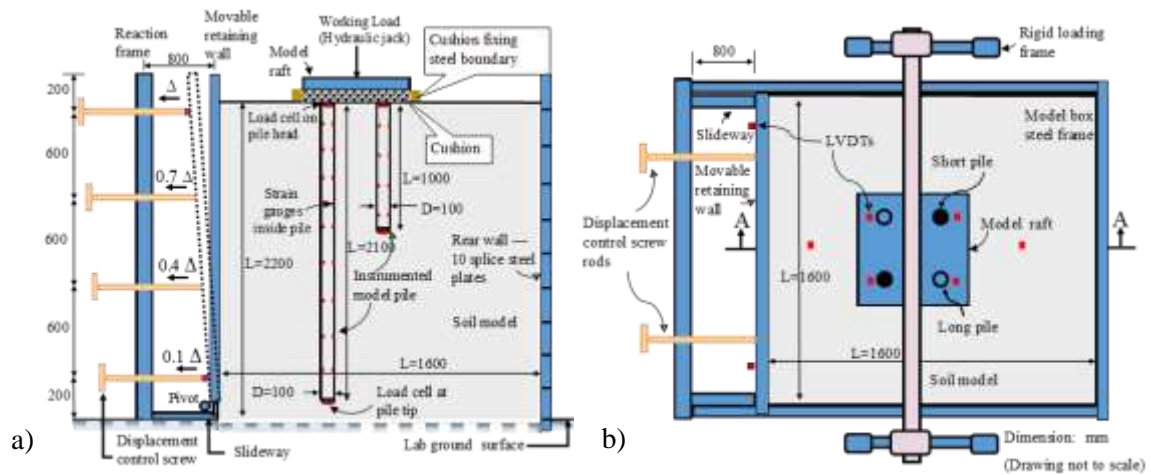 Reaction frame
Movable retaining wall
Working Load (Hydraulic jack)
Model raft
Cushion fixing steel boundary
800
200
600
600
600
200
Δ
0.7 Δ
0.4 Δ
0.1 Δ
Load cell on pile head
Cushion
L=1000
D=100
Strain gauges inside pile
L=2100
L=2200
Instrumented model pile
Rear wall — 10 splice steel plates
Soil model
L=1600
D=100
Load cell at pile tip
Pivot
Displacement control screw
Slideway
Lab ground surface
a)
Rigid loading frame
800
Slideway
LVDTs
Model box steel frame
Short pile
Movable retaining wall
Displacement control screw rods
A
A
Model raft
L=1600
Long pile
L=1600
Soil model
b)
Dimension: mm
(Drawing not to scale)